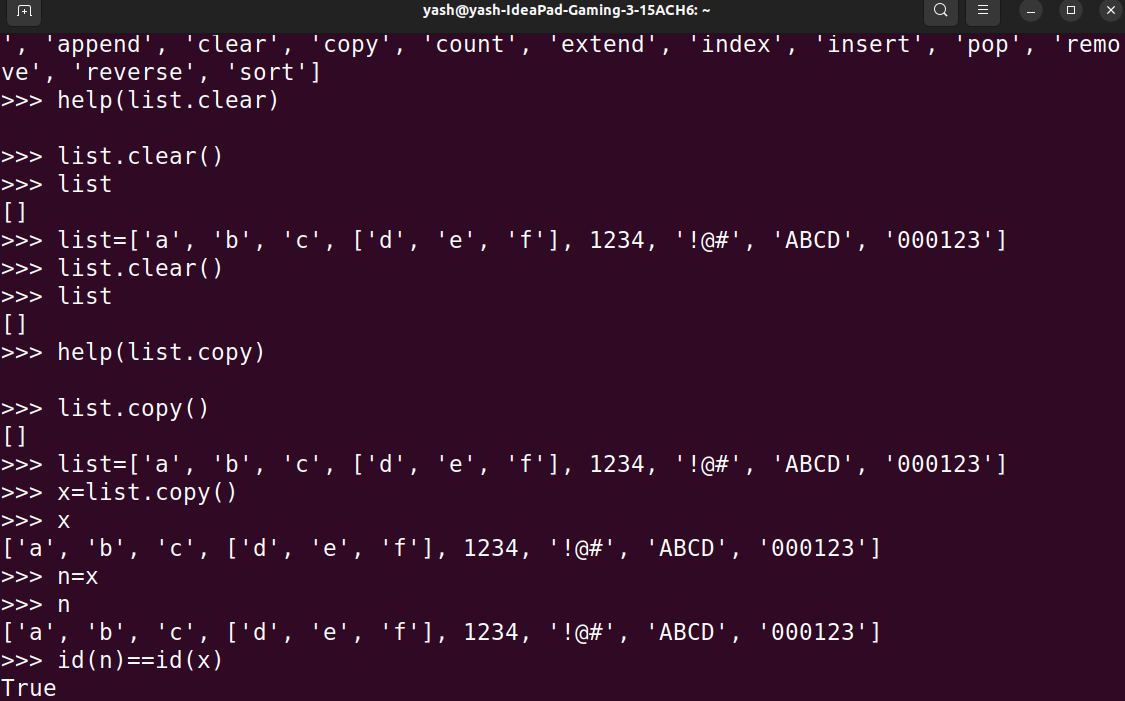 yash@yash-IdeaPad-Gaming-3-15ACH6: ~
', 'append', 'clear', 'copy', 'count', 'extend', 'index', 'insert', 'pop', 'remo
ve', 'reverse', 'sort']
>>> help(list.clear)
>>> list.clear()
>>> list
[]
>>> list=['a', 'b', 'c', ['d', 'e', 'f'], 1234, '!@#', 'ABCD', '000123']
>>> list.clear()
>>> list
[]
>>> help(list.copy)
>>> list.copy()
[]
>>> list=['a', 'b', 'c', ['d', 'e', 'f'], 1234, '!@#', 'ABCD', '000123']
>>> x=list.copy()
>>> x
['a', 'b', 'c', ['d', 'e', 'f'], 1234, '!@#', 'ABCD', '000123']
>>> n=x
>>> n
['a', 'b', 'c', ['d', 'e', 'f'], 1234, '!@#', 'ABCD', '000123']
>>> id(n)==id(x)
True